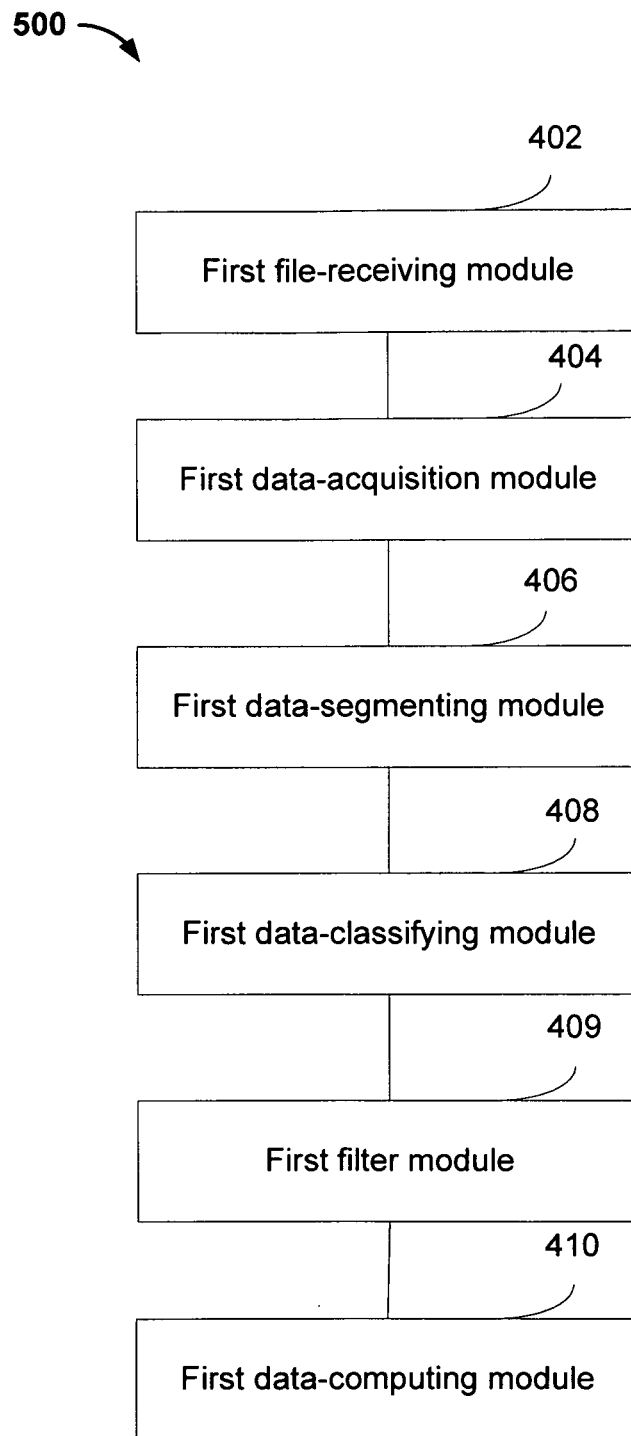 500
402
First file-receiving module
404
First data-acquisition module
406
First data-segmenting module
408
First data-classifying module
409
First filter module
410
First data-computing module